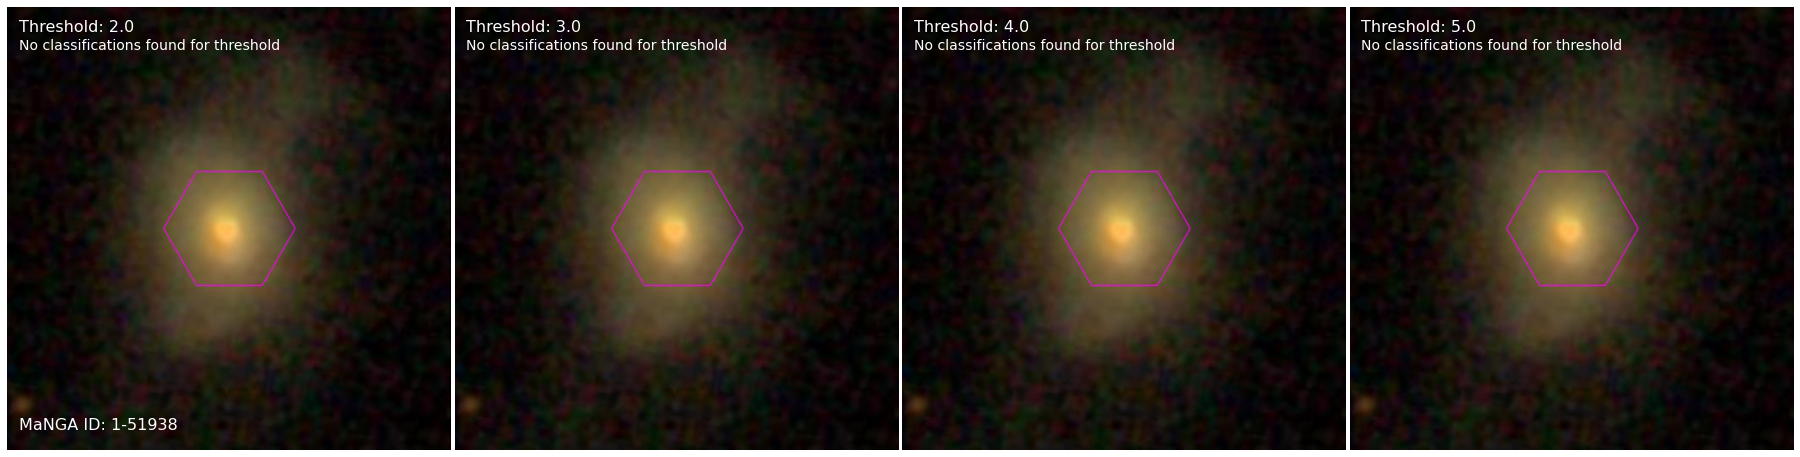 Threshold: 2.0
No classifications found for threshold
MaNGA ID: 1-51938
Threshold: 3.0
No classifications found for threshold
Threshold: 4.0
No classifications found for threshold
Threshold: 5.0
No classifications found for threshold